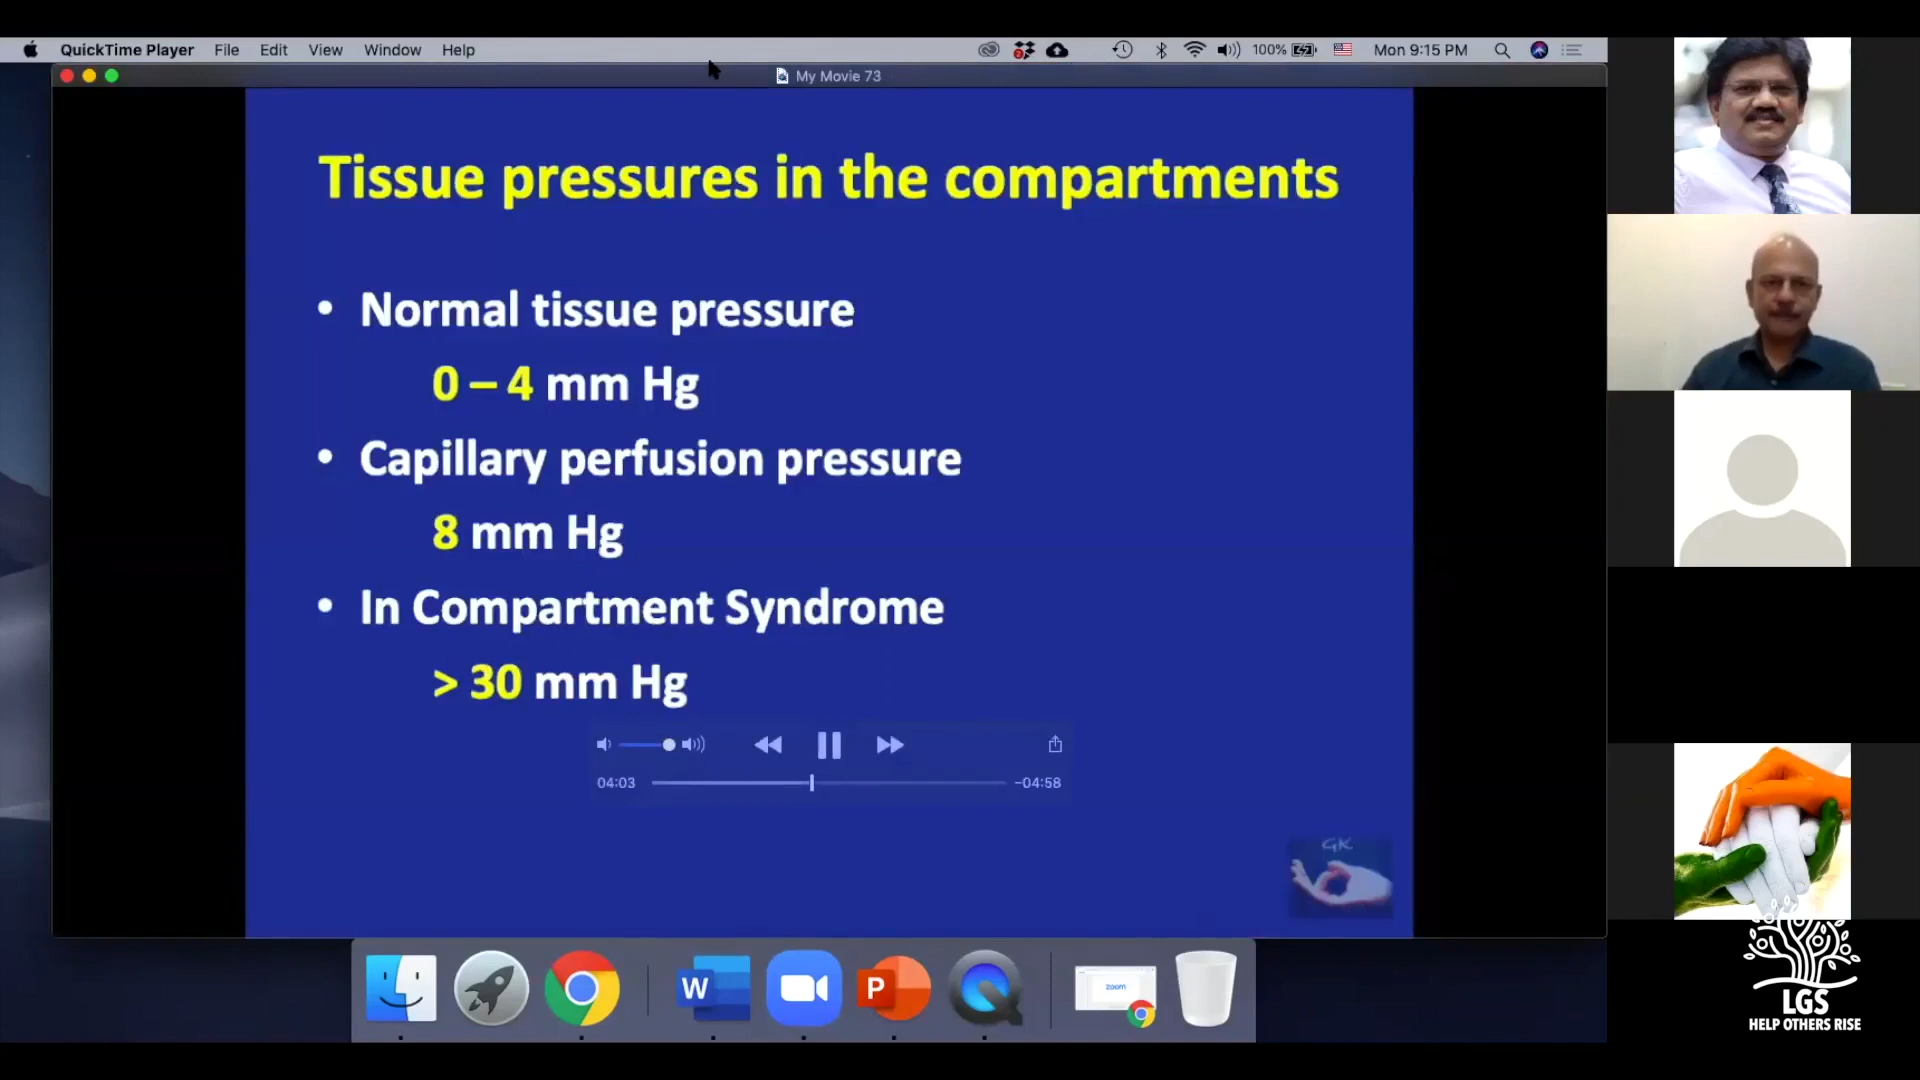 QuickTime Player File Edit View Window Help 100% Mon 9:15 PM
My Movie 73
Tissue pressures in the compartments
• Normal tissue pressure
0 – 4 mm Hg
• Capillary perfusion pressure
8 mm Hg
• In Compartment Syndrome
> 30 mm Hg
04:03 -04:58
GK
W P zoom
LGS
HELP OTHERS RISE